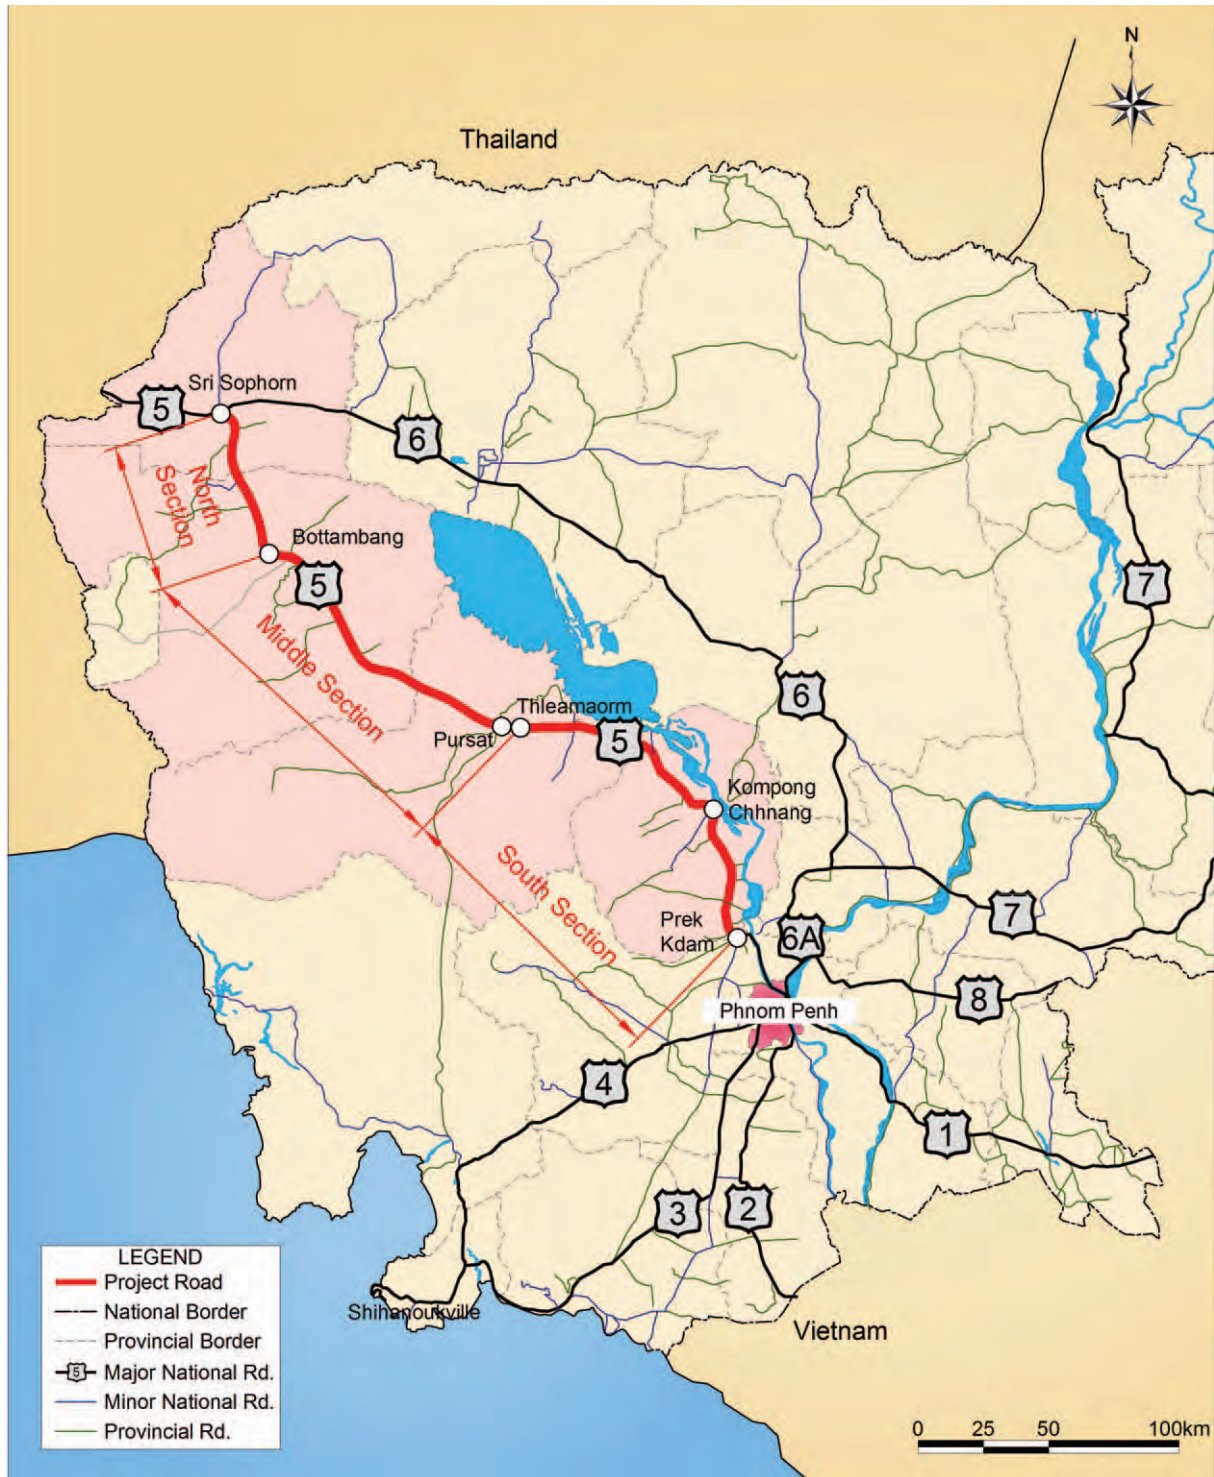 N
Thailand
Sri Sophorn
5
6
North
Section
Bottambang
5
7
Middle Section
Thleamaorm
6
Pursat
5
Kompong
Chhnang
South Section
7
Prek
Kdam
6A
8
Phnom Penh
4
1
3
2
LEGEND
Project Road
National Border
Provincial Border
5 Major National Rd.
Minor National Rd.
Provincial Rd.
Shihanoukville
Vietnam
0 25 50 100km